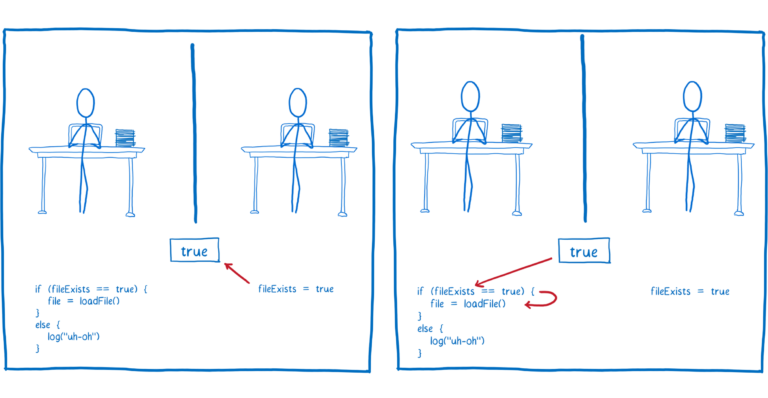 true
if (fileExists == true) {
file = loadFile()
}
else {
log("uh-oh")
}
fileExists = true
true
if (fileExists == true) {
file = loadFile()
}
else {
log("uh-oh")
}
fileExists = true